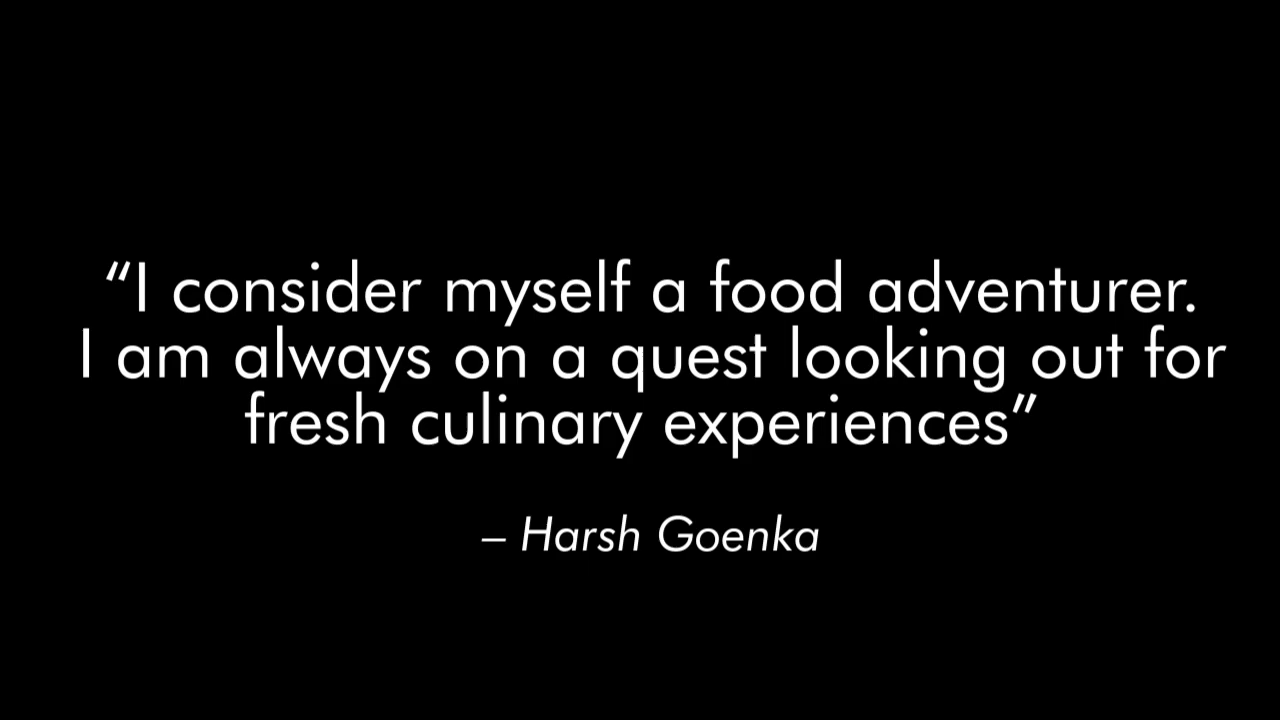 “I consider myself a food adventurer.
I am always on a quest looking out for
fresh culinary experiences”
– Harsh Goenka